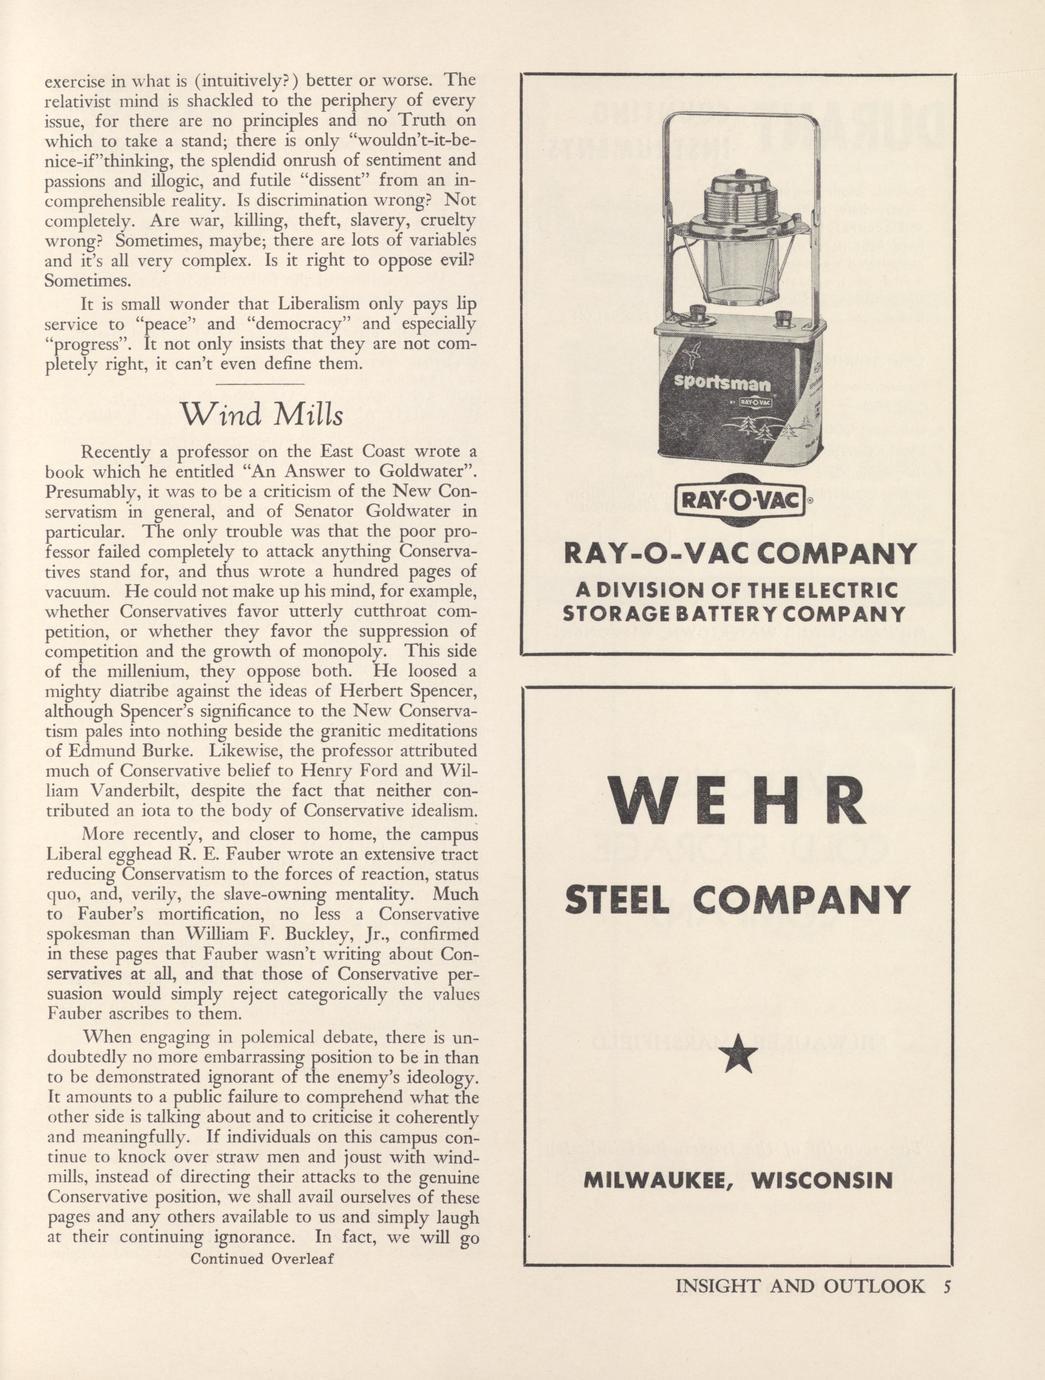 exercise in what is (intuitively?) better or worse. The
relativist mind is shackled to the periphery of every
issue, for there are no principles and no Truth on
which to take a stand; there is only “wouldn’t-it-be-
nice-if”thinking, the splendid onrush of sentiment and
passions and illogic, and futile “dissent” from an in-
comprehensible reality. Is discrimination wrong? Not
completely. Are war, killing, theft, slavery, cruelty
wrong? Sometimes, maybe; there are lots of variables
and it’s all very complex. Is it right to oppose evil?
Sometimes.
It is small wonder that Liberalism only pays lip
service to “peace” and “democracy” and especially
“progress”. It not only insists that they are not com-
pletely right, it can’t even define them.
Wind Mills
Recently a professor on the East Coast wrote a
book which he entitled “An Answer to Goldwater”.
Presumably, it was to be a criticism of the New Con-
servatism in general, and of Senator Goldwater in
particular. The only trouble was that the poor pro-
fessor failed completely to attack anything Conserva-
tives stand for, and thus wrote a hundred pages of
vacuum. He could not make up his mind, for example,
whether Conservatives favor utterly cutthroat com-
petition, or whether they favor the suppression of
competition and the growth of monopoly. This side
of the millenium, they oppose both. He loosed a
mighty diatribe against the ideas of Herbert Spencer,
although Spencer’s significance to the New Conserva-
tism pales into nothing beside the granitic meditations
of Edmund Burke. Likewise, the professor attributed
much of Conservative belief to Henry Ford and Wil-
liam Vanderbilt, despite the fact that neither con-
tributed an iota to the body of Conservative idealism.
More recently, and closer to home, the campus
Liberal egghead R. E. Fauber wrote an extensive tract
reducing Conservatism to the forces of reaction, status
quo, and, verily, the slave-owning mentality. Much
to Fauber’s mortification, no less a Conservative
spokesman than William F. Buckley, Jr., confirmed
in these pages that Fauber wasn’t writing about Con-
servatives at all, and that those of Conservative per-
suasion would simply reject categorically the values
Fauber ascribes to them.
When engaging in polemical debate, there is un-
doubtedly no more embarrassing position to be in than
to be demonstrated ignorant of the enemy’s ideology.
It amounts to a public failure to comprehend what the
other side is talking about and to criticise it coherently
and meaningfully. If individuals on this campus con-
tinue to knock over straw men and joust with wind-
mills, instead of directing their attacks to the genuine
Conservative position, we shall avail ourselves of these
pages and any others available to us and simply laugh
at their continuing ignorance. In fact, we will go
Continued Overleaf
sportsman
BY RAY-O-VAC
RAY-O-VAC®
RAY-O-VAC COMPANY
A DIVISION OF THE ELECTRIC
STORAGE BATTERY COMPANY
WEHR
STEEL COMPANY
MILWAUKEE, WISCONSIN
INSIGHT AND OUTLOOK 5